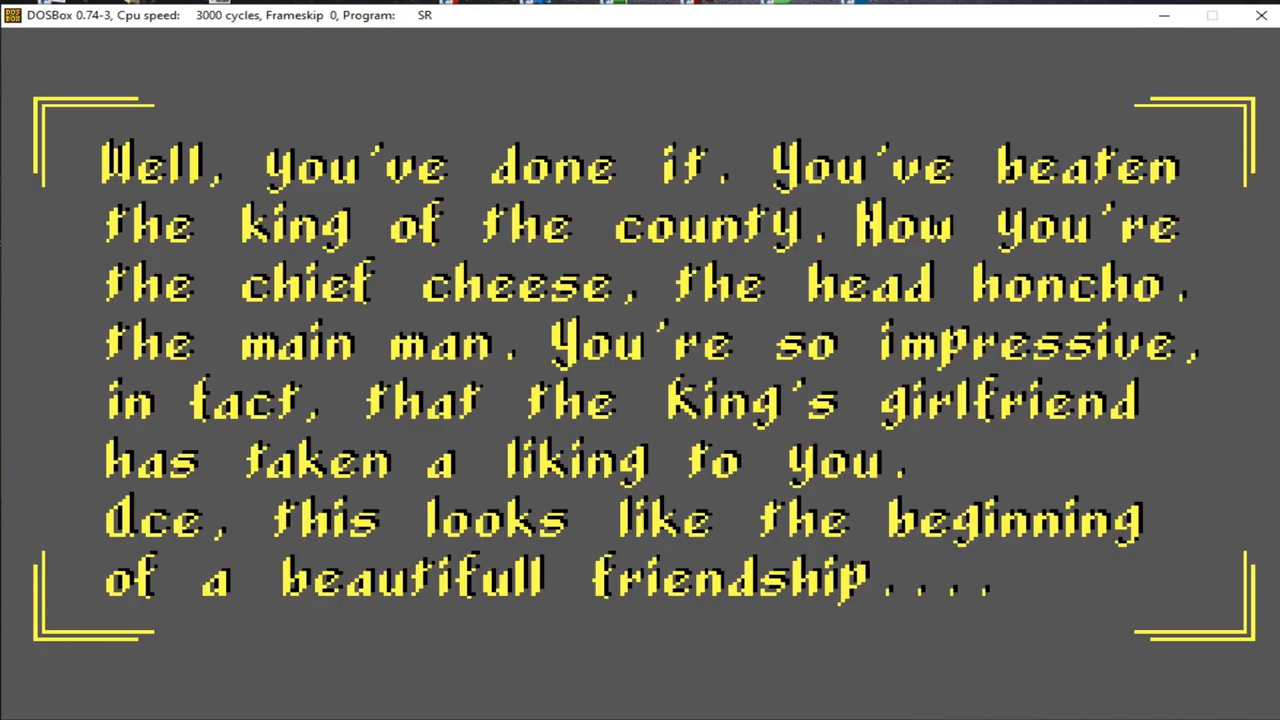 DOSBox 0.74-3, Cpu speed: 3000 cycles, Frameskip 0, Program: SR
Well, you've done it. You've beaten
the king of the county. Now you're
the chief cheese, the head honcho.
the main man. You're so impressive,
in fact, that the King's girlfriend
has taken a liking to you.
Ace, this looks like the beginning
of a beautifull friendship....